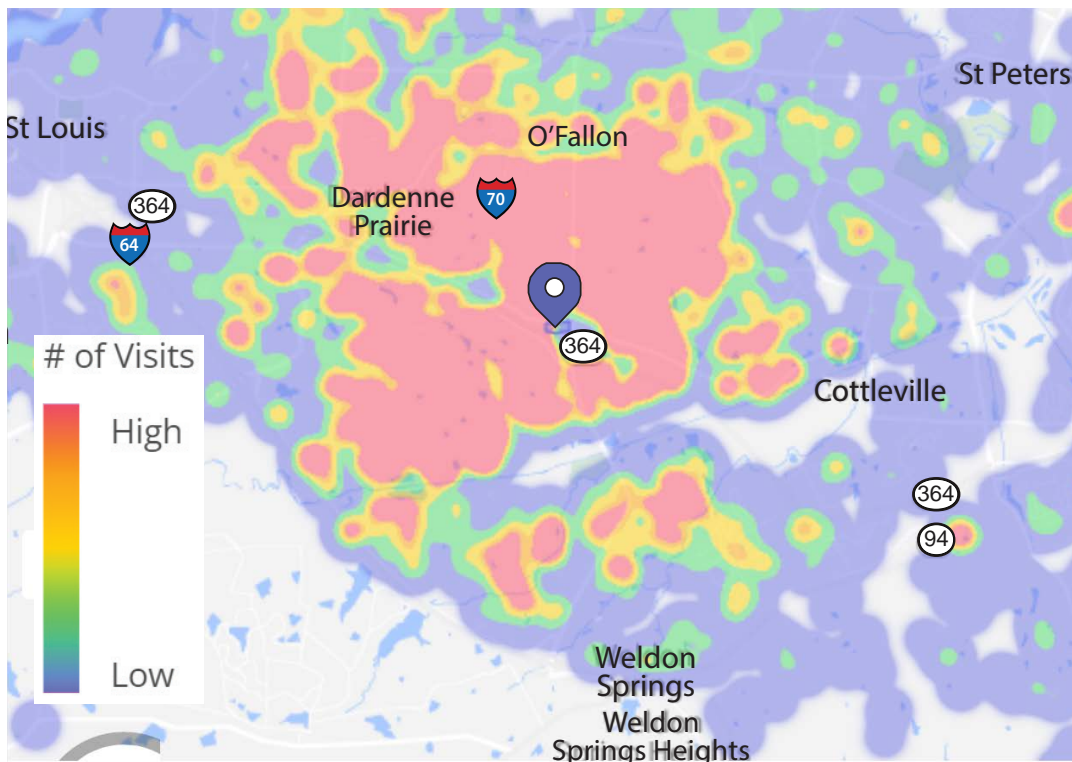 St Peters
St Louis
O'Fallon
Dardenne
Prairie
70
364
64
364
# of Visits
High
Low
Cottleville
364
94
Weldon
Springs
Weldon
Springs Heights